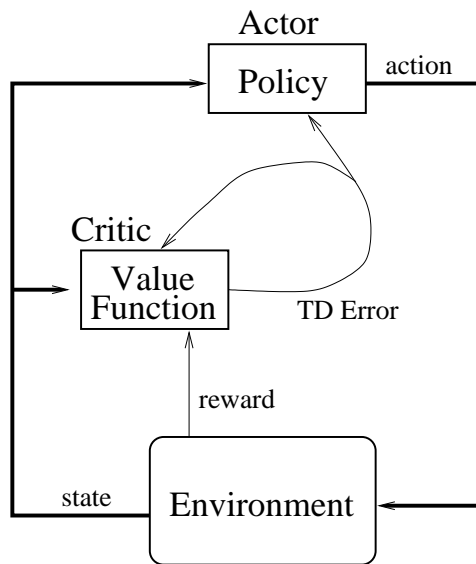 Actor
action
Policy
Critic
Value
Function
TD Error
reward
state
Environment